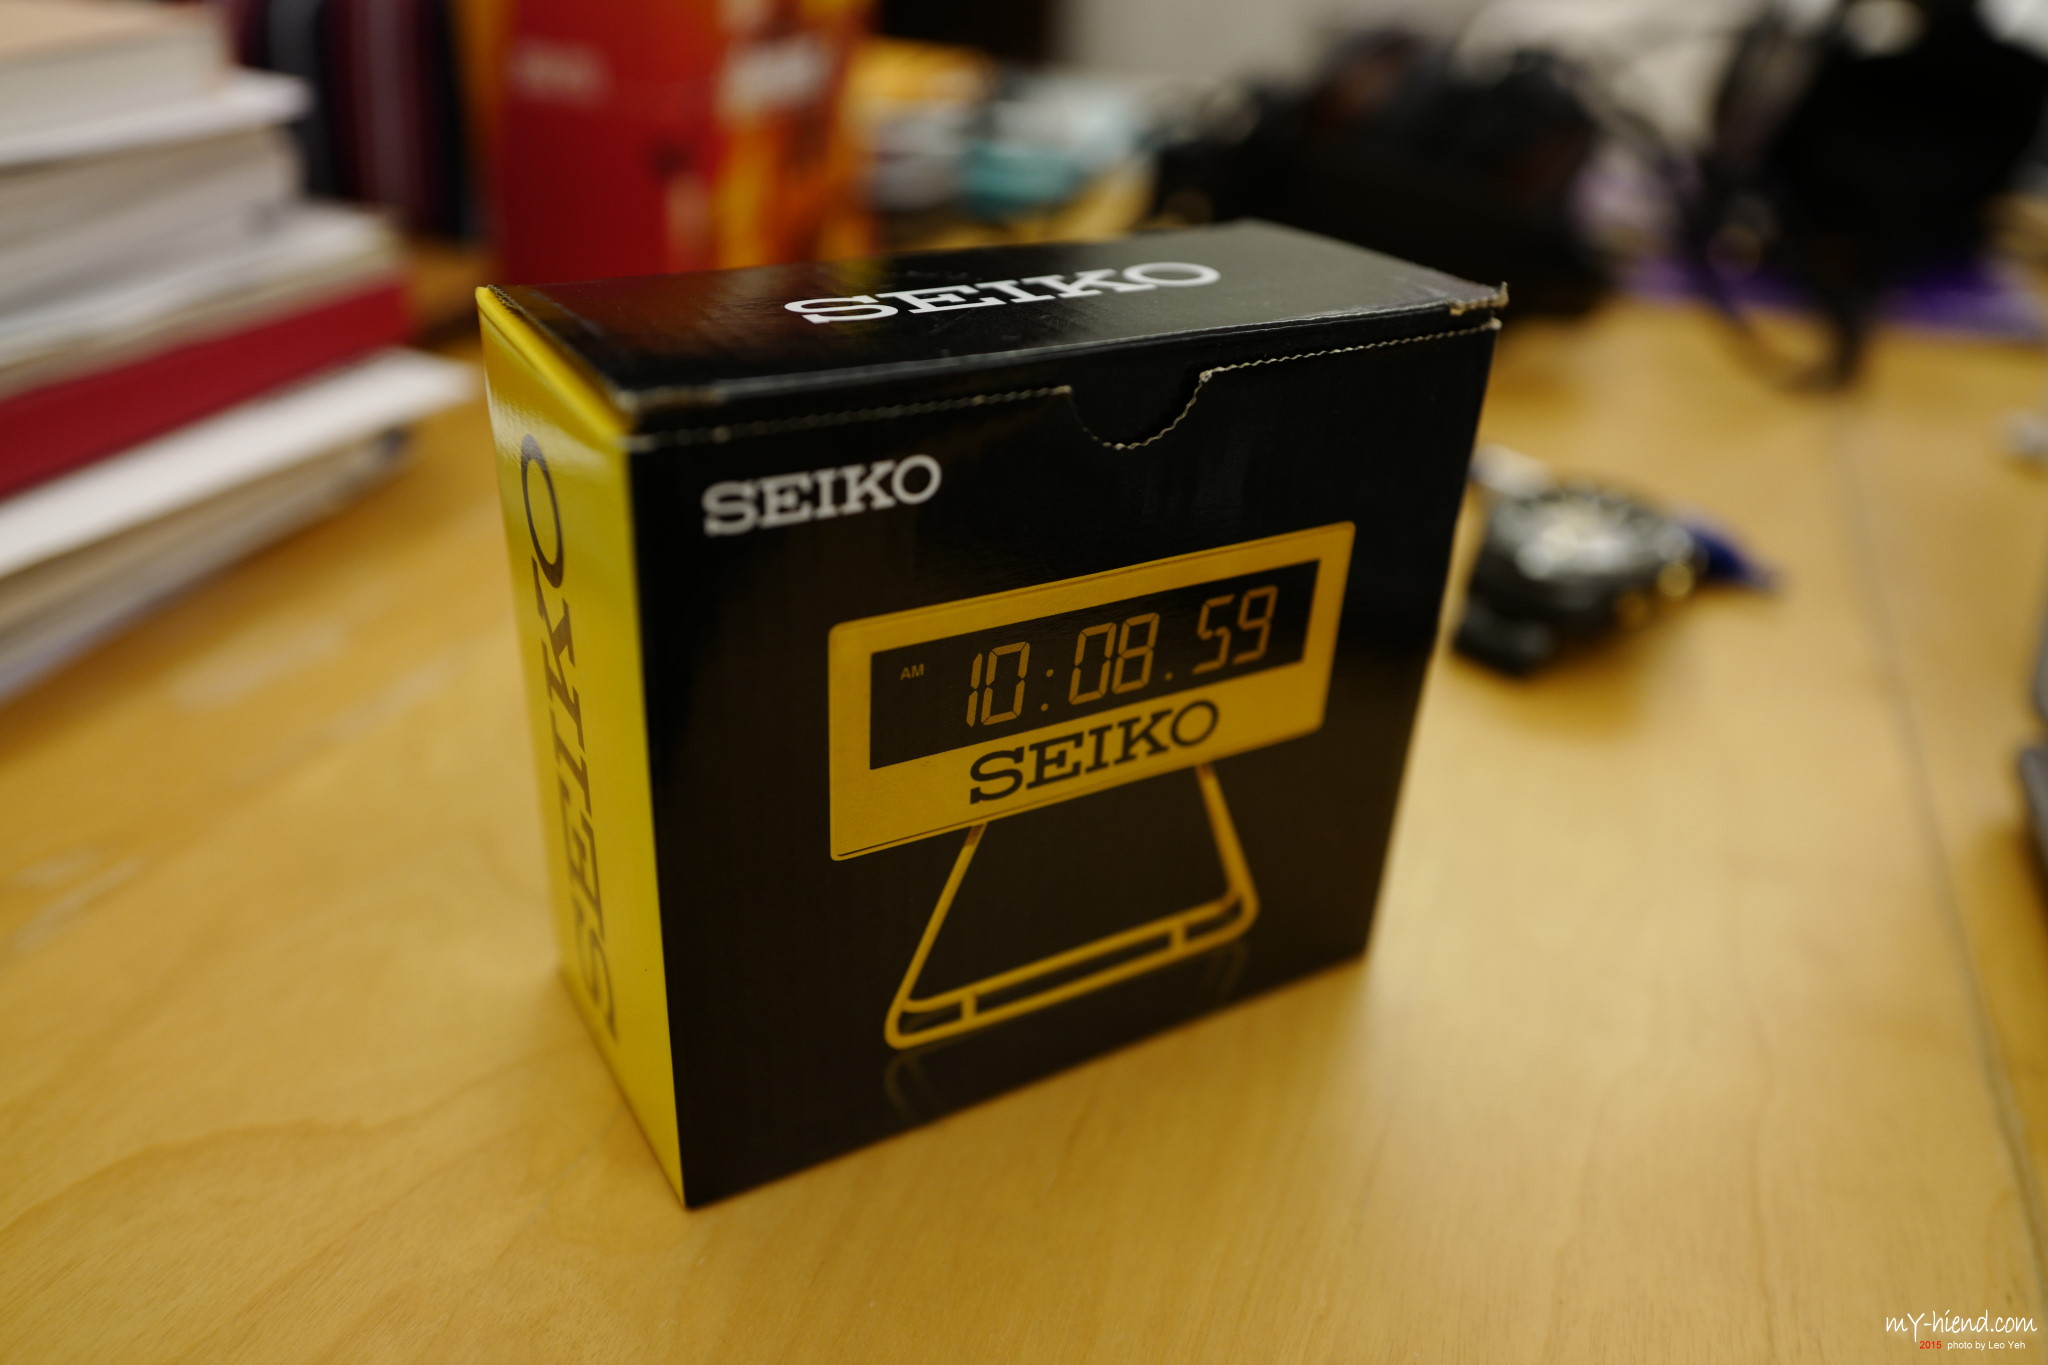 SEIKO
SEIKO
SEIKO
AM 10:08.59
SEIKO
my-hiend.com
2015 photo by Leo Yeh